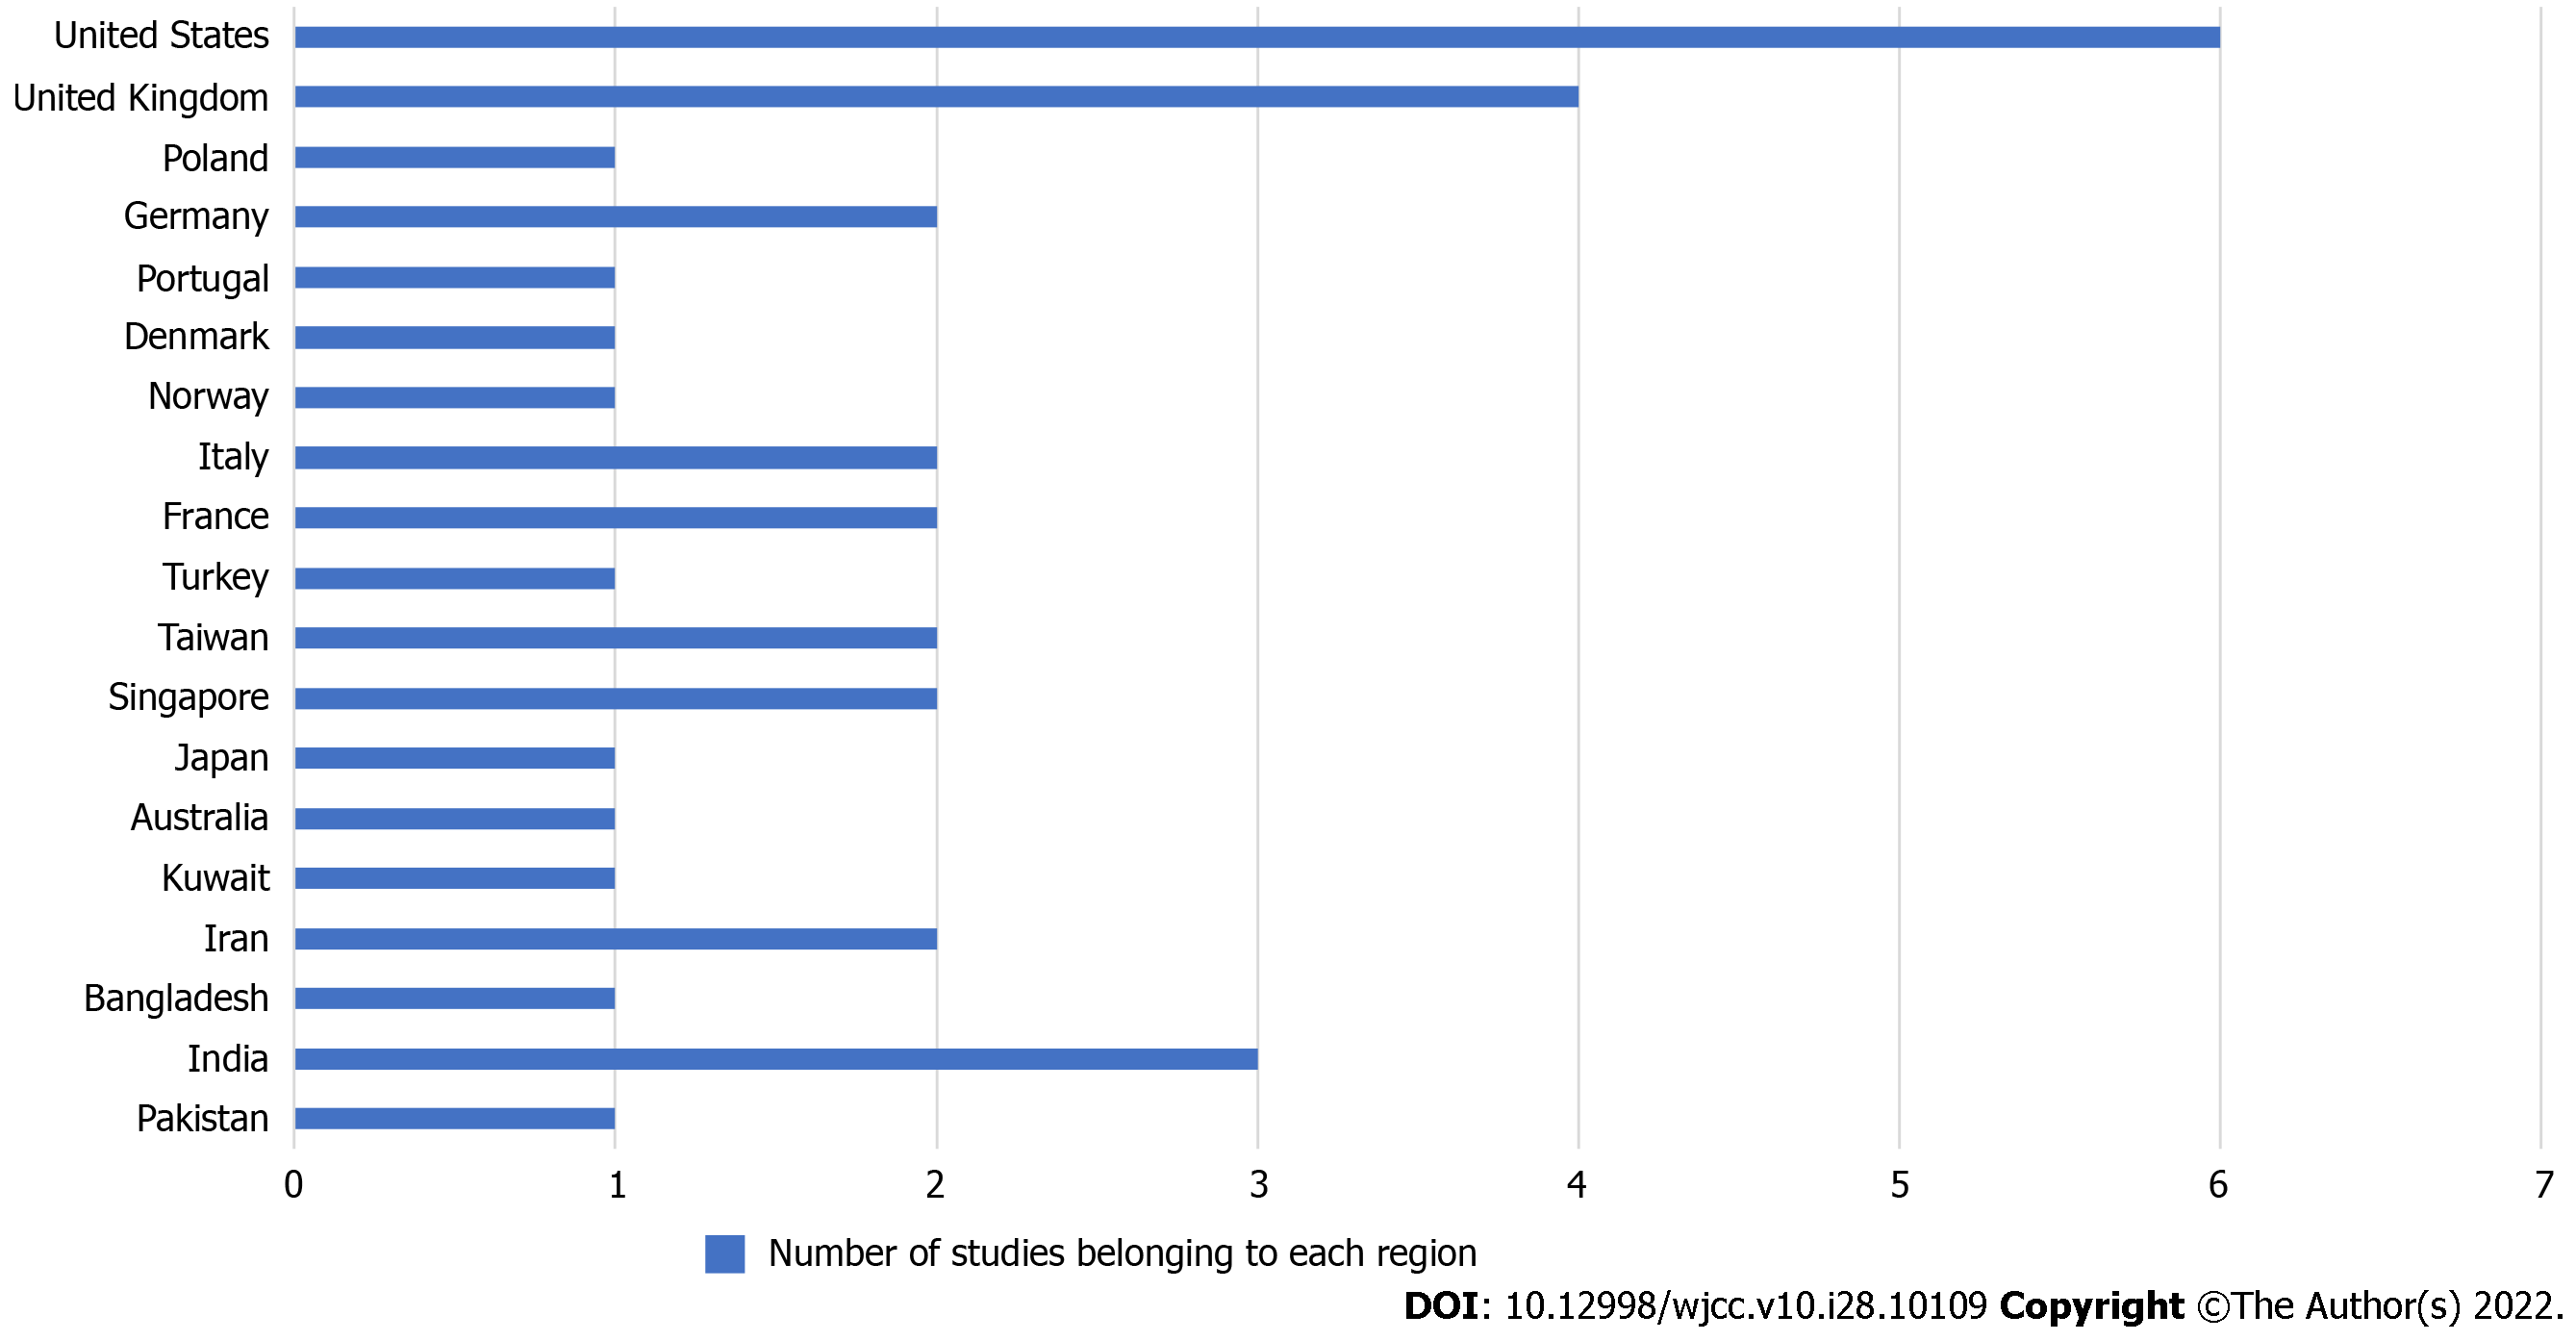 United States
United Kingdom
Poland
Germany
Portugal
Denmark
Norway
Italy
France
Turkey
Taiwan
Singapore
Japan
Australia
Kuwait
Iran
Bangladesh
India
Pakistan
0 1 2 3 4 5 6 7
Number of studies belonging to each region
DOI: 10.12998/wjcc.v10.i28.10109 Copyright ©The Author(s) 2022.